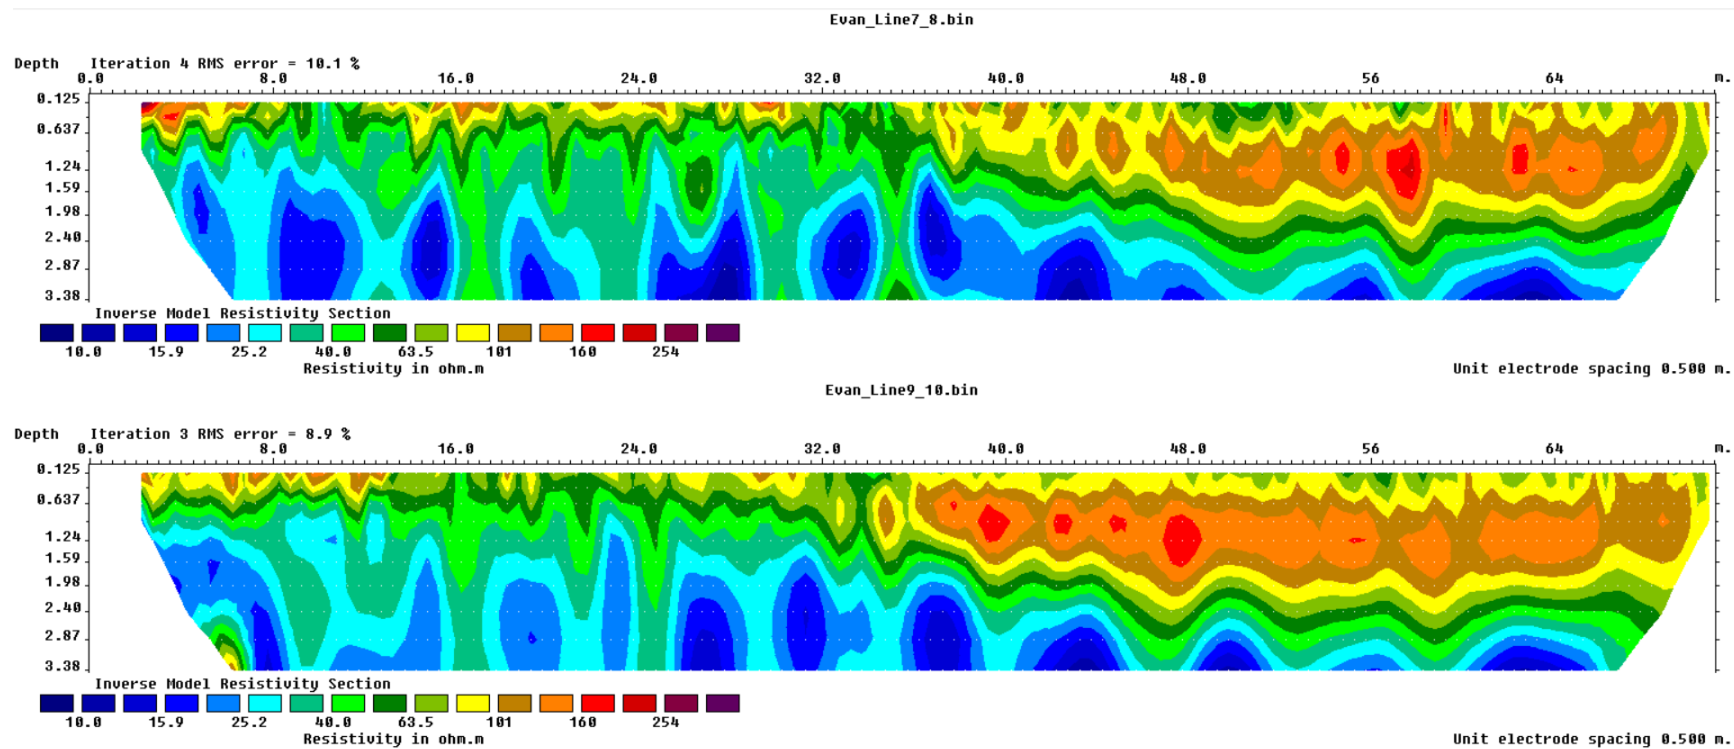 Evan_Line7_8.bin
Depth Iteration 4 RMS error = 10.1 %
0.0 8.0 16.0 24.0 32.0 40.0 48.0 56 64 m.
0.125
0.637
1.24
1.59
1.98
2.40
2.87
3.38
Inverse Model Resistivity Section
10.0 15.9 25.2 40.0 63.5 101 160 254
Resistivity in ohm.m Unit electrode spacing 0.500 m.
Evan_Line9_10.bin
Depth Iteration 3 RMS error = 8.9 %
0.0 8.0 16.0 24.0 32.0 40.0 48.0 56 64 m.
0.125
0.637
1.24
1.59
1.98
2.40
2.87
3.38
Inverse Model Resistivity Section
10.0 15.9 25.2 40.0 63.5 101 160 254
Resistivity in ohm.m Unit electrode spacing 0.500 m.